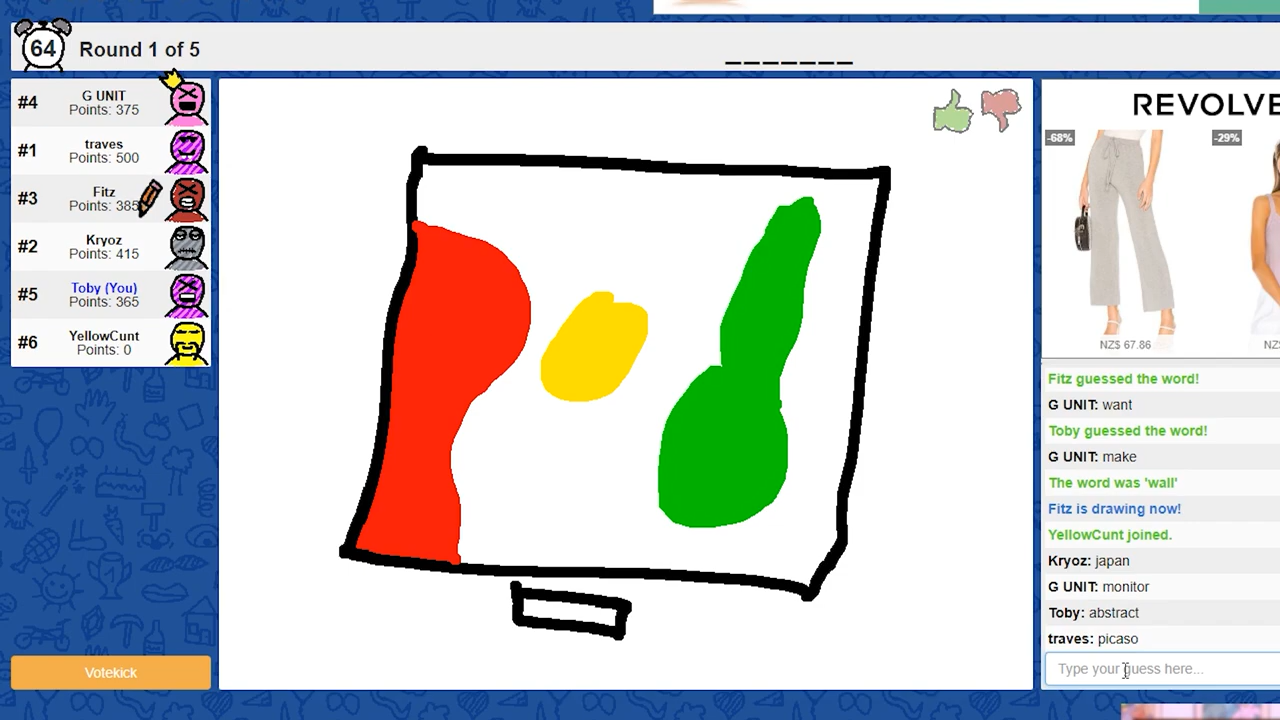 64
Round 1 of 5
_ _ _ _ _ _ _
#4 G UNIT
Points: 375
#1 traves
Points: 500
#3 Fitz
Points: 385
#2 Kryoz
Points: 415
#5 Toby (You)
Points: 365
#6 YellowCunt
Points: 0
Votekick
REVOLVE
-68%
-29%
NZ$ 67.86
NZ$
Fitz guessed the word!
G UNIT: want
Toby guessed the word!
G UNIT: make
The word was 'wall'
Fitz is drawing now!
YellowCunt joined.
Kryoz: japan
G UNIT: monitor
Toby: abstract
traves: picaso
Type your guess here...